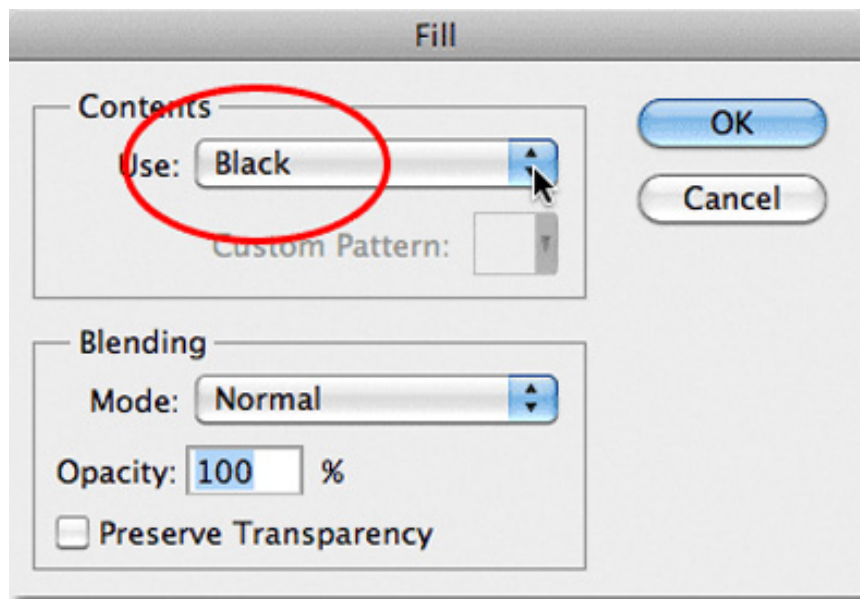 Fill
Contents
Use: Black
Custom Pattern:
OK
Cancel
Blending
Mode: Normal
Opacity: 100 %
Preserve Transparency